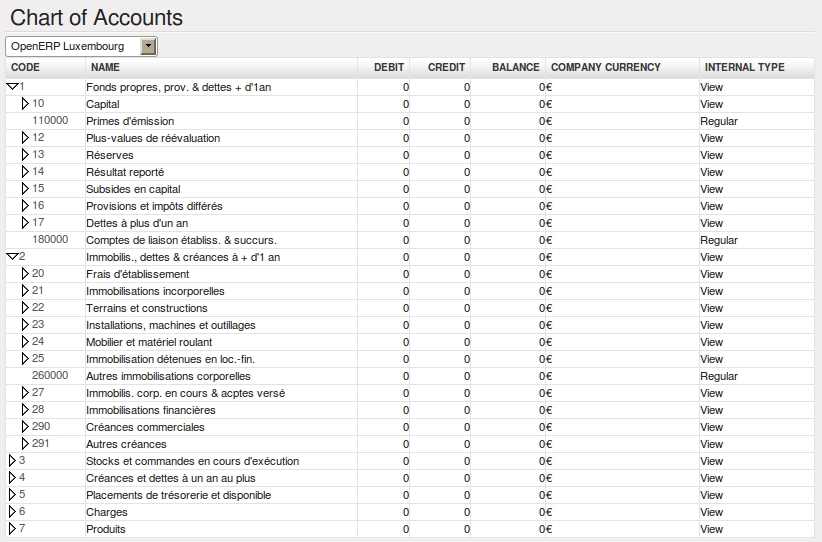 Chart of Accounts
OpenERP Luxembourg
CODE NAME DEBIT CREDIT BALANCE COMPANY CURRENCY INTERNAL TYPE
1 Fonds propres, prov. & dettes + d'1an 0 0 0 € View
10 Capital 0 0 0 € View
110000 Primes d'émission 0 0 0 € Regular
12 Plus-values de réévaluation 0 0 0 € View
13 Réserves 0 0 0 € View
14 Résultat reporté 0 0 0 € View
15 Subsides en capital 0 0 0 € View
16 Provisions et impôts différés 0 0 0 € View
17 Dettes à plus d'un an 0 0 0 € View
180000 Comptes de liaison établiss. & succurs. 0 0 0 € Regular
2 Immobilis., dettes & créances à + d'1 an 0 0 0 € View
20 Frais d'établissement 0 0 0 € View
21 Immobilisations incorporelles 0 0 0 € View
22 Terrains et constructions 0 0 0 € View
23 Installations, machines et outillages 0 0 0 € View
24 Mobilier et matériel roulant 0 0 0 € View
25 Immobilisation détenues en loc.-fin. 0 0 0 € View
260000 Autres immobilisations corporelles 0 0 0 € Regular
27 Immobilis. corp. en cours & acptes versé 0 0 0 € View
28 Immobilisations financières 0 0 0 € View
290 Créances commerciales 0 0 0 € View
291 Autres créances 0 0 0 € View
3 Stocks et commandes en cours d'exécution 0 0 0 € View
4 Créances et dettes à un an au plus 0 0 0 € View
5 Placements de trésorerie et disponible 0 0 0 € View
6 Charges 0 0 0 € View
7 Produits 0 0 0 € View